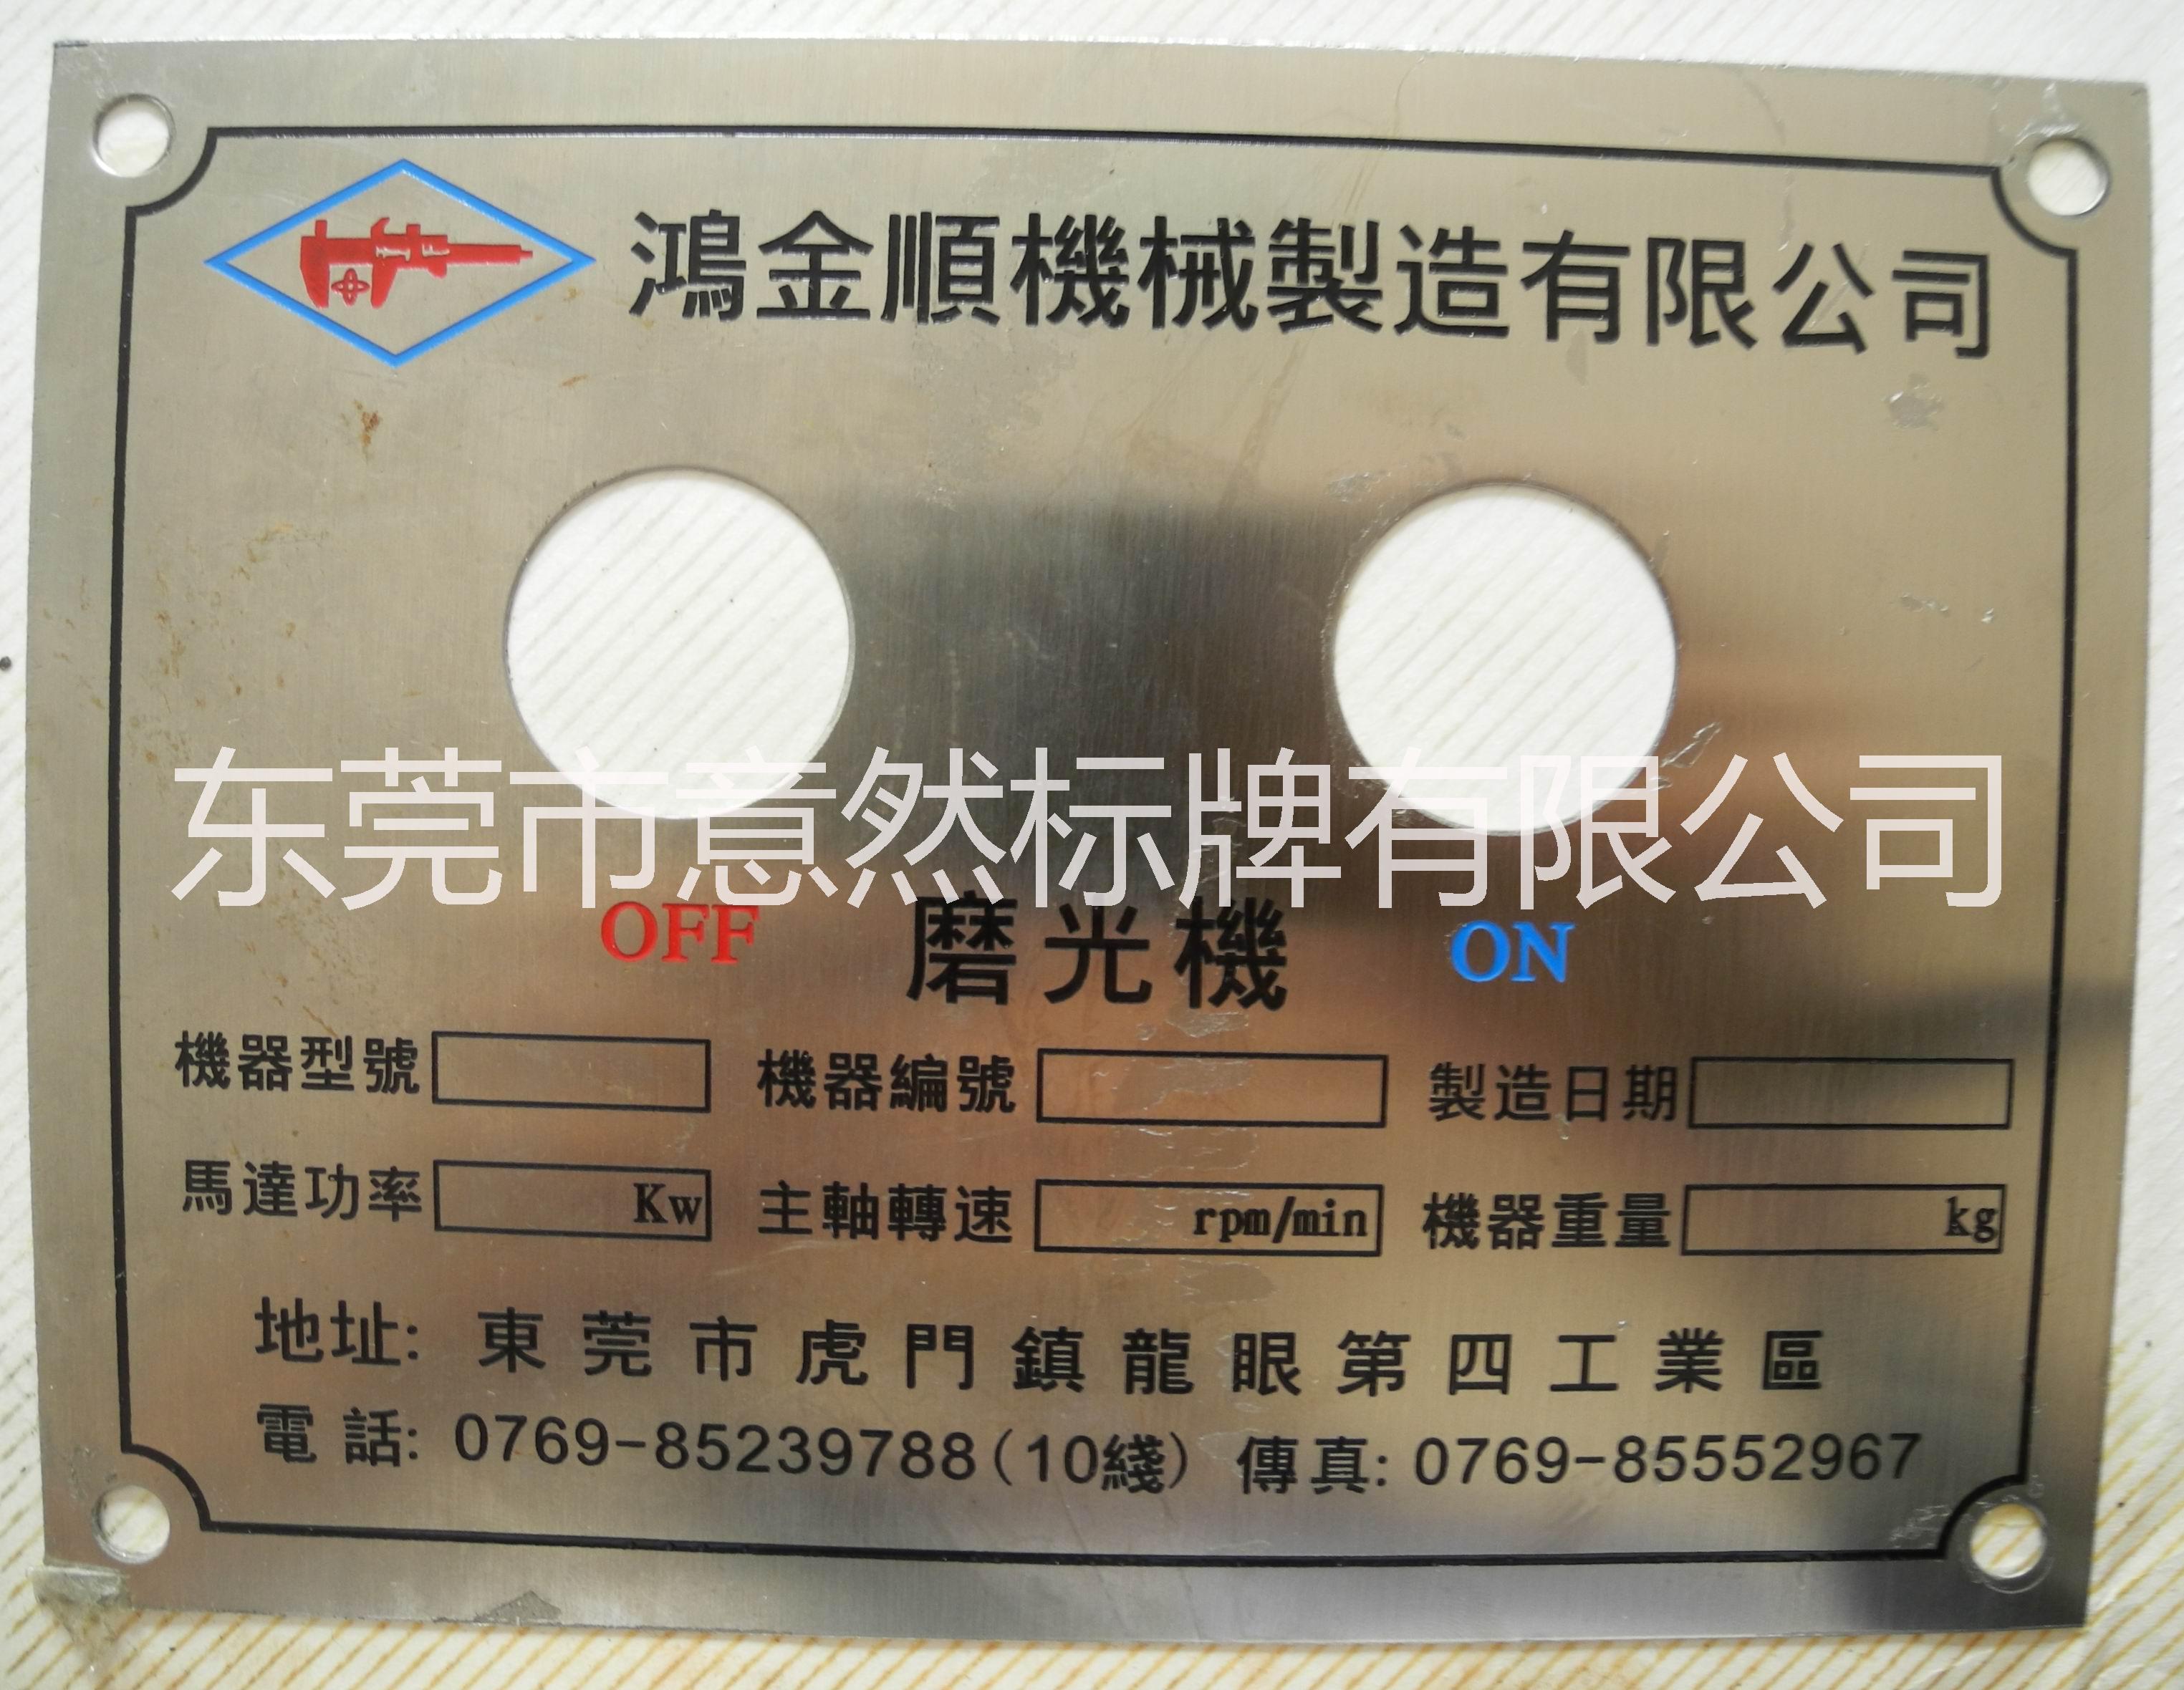 鴻金順機械製造有限公司
东莞市意然标牌有限公司
OFF 磨光機 ON
機器型號 機器編號 製造日期
馬達功率 Kw 主軸轉速 rpm/min 機器重量 kg
地址: 東莞市虎門鎮龍眼第四工業區
電話: 0769-85239788(10綫) 傳真: 0769-85552967